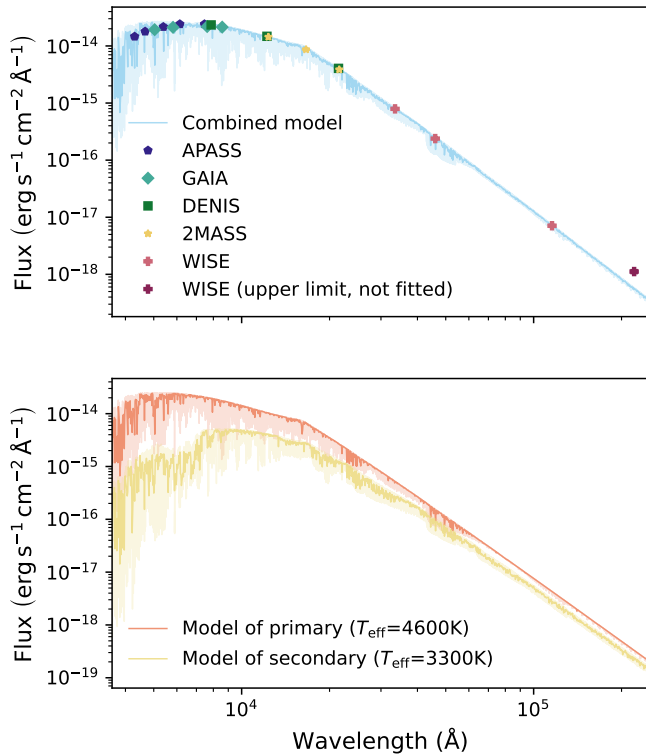 10⁻¹⁴
10⁻¹⁵
10⁻¹⁶
10⁻¹⁷
10⁻¹⁸
Flux (erg s⁻¹ cm⁻² Å⁻¹)
Combined model
APASS
GAIA
DENIS
2MASS
WISE
WISE (upper limit, not fitted)
10⁻¹⁴
10⁻¹⁵
10⁻¹⁶
10⁻¹⁷
10⁻¹⁸
10⁻¹⁹
Flux (erg s⁻¹ cm⁻² Å⁻¹)
Model of primary (T_eff=4600K)
Model of secondary (T_eff=3300K)
10⁴ 10⁵
Wavelength (Å)